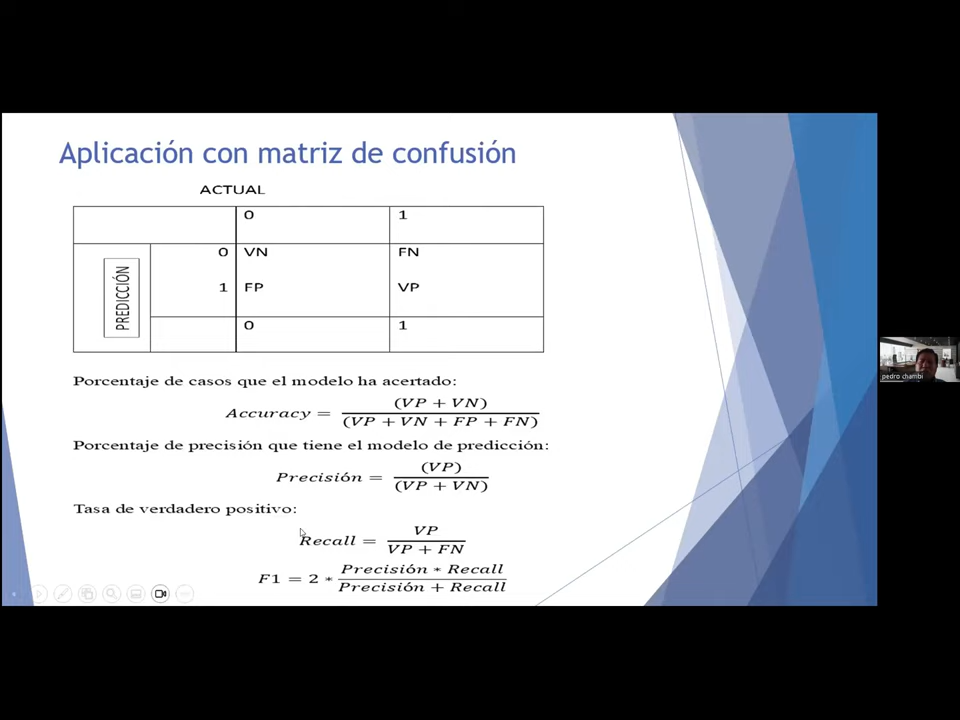 Aplicación con matriz de confusión
ACTUAL
0 1
0 VN FN
PREDICCIÓN
1 FP VP
0 1
Porcentaje de casos que el modelo ha acertado:
Accuracy = (VP + VN) / (VP + VN + FP + FN)
Porcentaje de precisión que tiene el modelo de predicción:
Precisión = (VP) / (VP + VN)
Tasa de verdadero positivo:
Recall = VP / VP + FN
F1 = 2 * Precisión * Recall / Precisión + Recall
pedro chambi